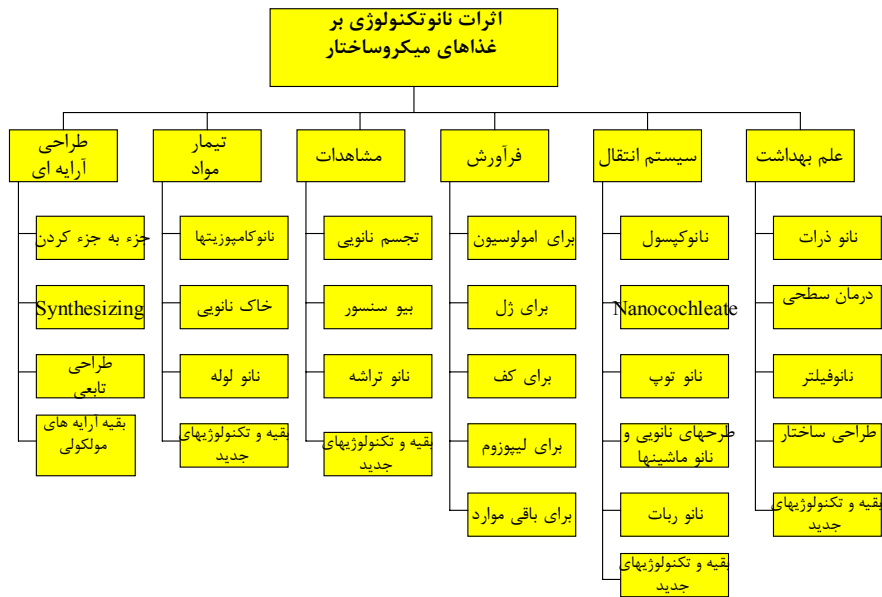 اثرات نانوتکنولوژی بر
غذاهای میکروساختار
علم بهداشت
نانو ذرات
درمان سطحی
نانوفیلتر
طراحی ساختار
بقیه و تکنولوژیهای
جدید
سیستم انتقال
نانوکپسول
Nanocochleate
نانو توپ
طرحهای نانویی و
نانو ماشینها
نانو ربات
بقیه و تکنولوژیهای
جدید
فرآورش
برای امولوسیون
برای ژل
برای کف
برای لیپوزوم
برای باقی موارد
مشاهدات
تجسم نانویی
بیو سنسور
نانو تراشه
بقیه و تکنولوژیهای
جدید
تیمار
مواد
نانوکامپوزیتها
خاک نانویی
نانو لوله
بقیه و تکنولوژیهای
جدید
طراحی
آرایه ای
جزء به جزء کردن
Synthesizing
طراحی
تابعی
بقیه آرایه های
مولکولی